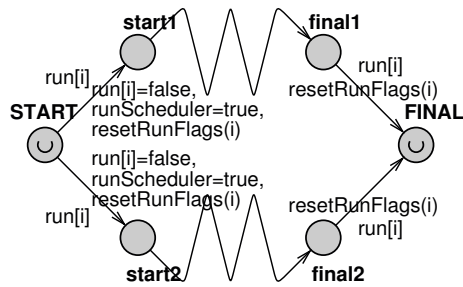 start1
final1
run[i]
run[i]
run[i]=false,
resetRunFlags(i)
START
runScheduler=true,
FINAL
resetRunFlags(i)
∪
∪
run[i]=false,
runScheduler=true,
run[i]
resetRunFlags(i)
resetRunFlags(i)
run[i]
start2
final2